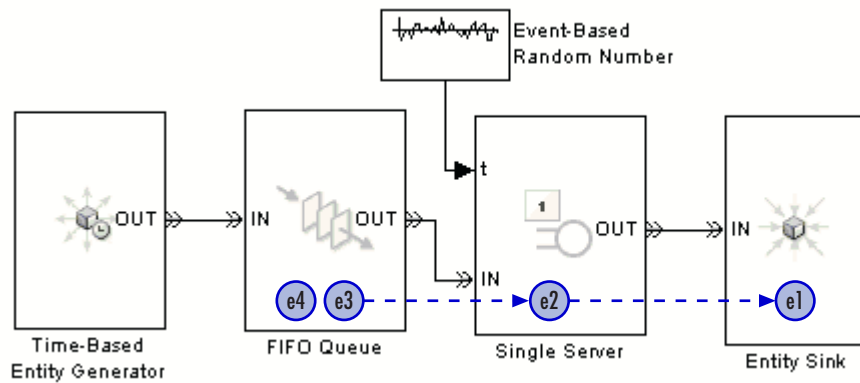 Event-Based
Random Number
OUT
IN
OUT
t
IN
1
OUT
IN
e4
e3
e2
e1
Time-Based
Entity Generator
FIFO Queue
Single Server
Entity Sink